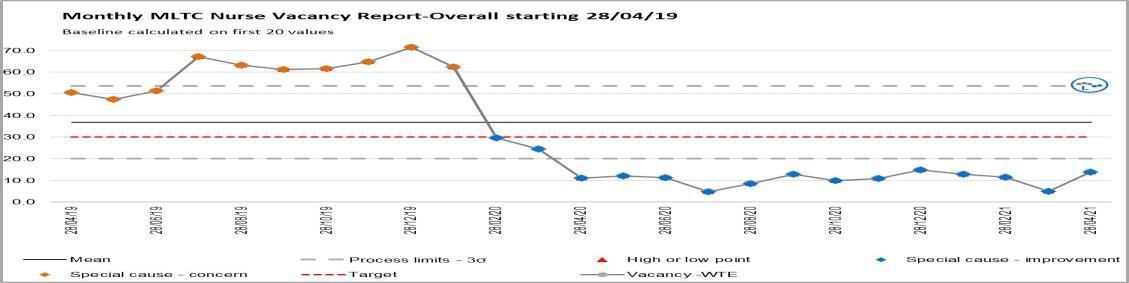 Monthly MLTC Nurse Vacancy Report-Overall starting 28/04/19
Baseline calculated on first 20 values
70.0
60.0
50.0
40.0
30.0
20.0
10.0
0.0
L
28/04/19 28/06/19 28/08/19 28/10/19 28/12/19 28/02/20 28/04/20 28/06/20 28/08/20 28/10/20 28/12/20 28/02/21 28/04/21
Mean Process limits - 3σ High or low point Special cause - improvement
Special cause - concern Target Vacancy -WTE